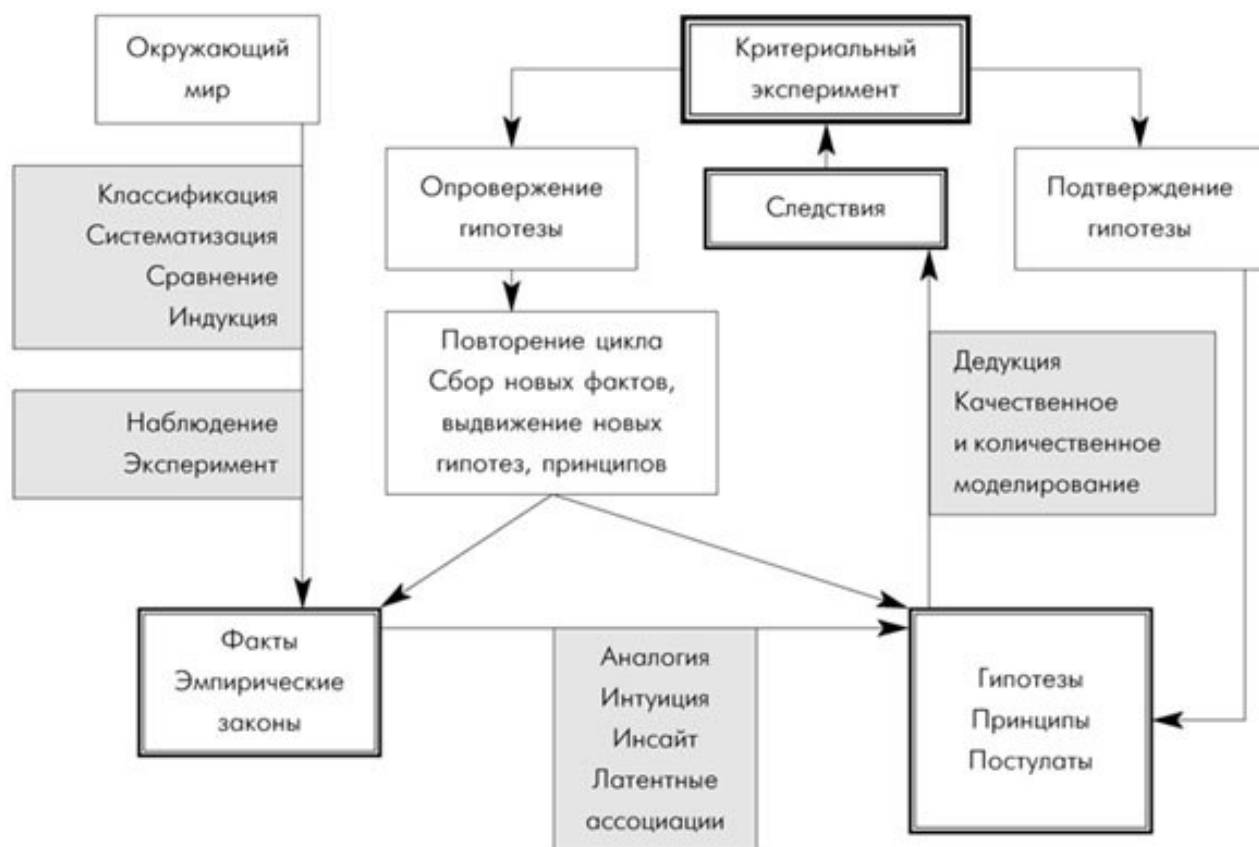 Окружающий
мир
Критериальный
эксперимент
Классификация
Систематизация
Сравнение
Индукция
Опровержение
гипотезы
Следствия
Подтверждение
гипотезы
Наблюдение
Эксперимент
Повторение цикла
Сбор новых фактов,
выдвижение новых
гипотез, принципов
Дедукция
Качественное
и количественное
моделирование
Факты
Эмпирические
законы
Аналогия
Интуиция
Инсайт
Латентные
ассоциации
Гипотезы
Принципы
Постулаты